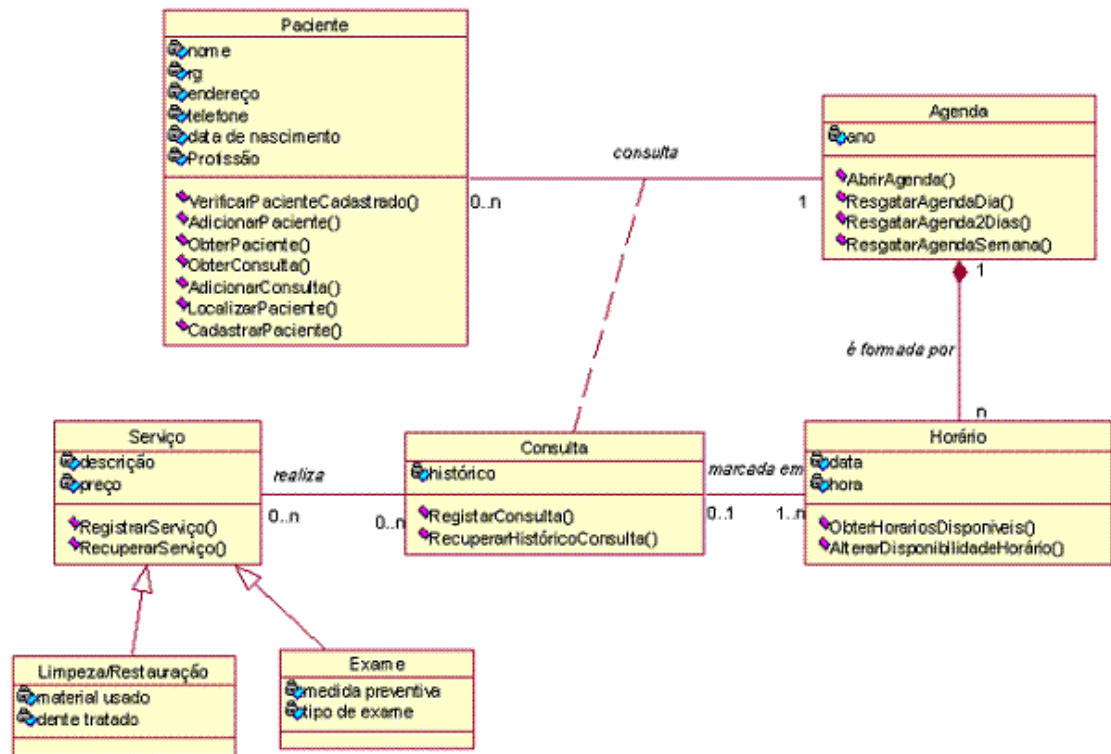 Paciente
nome
rg
endereço
telefone
data de nascimento
Profissão
VerificarPacienteCadastrado()
AdicionarPaciente()
ObterPaciente()
ObterConsulta()
AdicionarConsulta()
LocalizarPaciente()
CadastrarPaciente()
consulta
0..n
1
Agenda
ano
AbrirAgenda()
ResgatarAgendaDia()
ResgatarAgenda2Dias()
ResgatarAgendaSemana()
1
é formada por
n
Serviço
descrição
preço
RegistrarServiço()
RecuperarServiço()
realiza
0..n
0..n
Consulta
histórico
RegistarConsulta()
RecuperarHistóricoConsulta()
marcada em
0..1
1..n
Horário
data
hora
ObterHorariosDisponíveis()
AlterarDisponibilidadeHorário()
Limpeza/Restauração
material usado
dente tratado
Exame
medida preventiva
tipo de exame